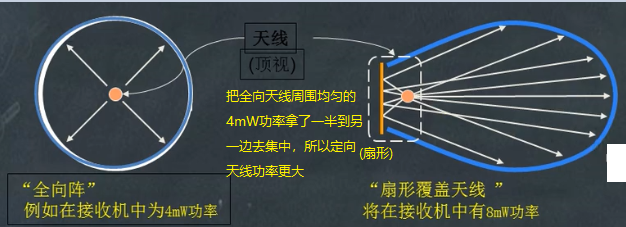 天线
(顶视)
把全向天线周围均匀的
4mW功率拿了一半到另
一边去集中，所以定向
天线功率更大
(扇形)
“全向阵”
例如在接收机中为4mW功率
“扇形覆盖天线 ”
将在接收机中有8mW功率